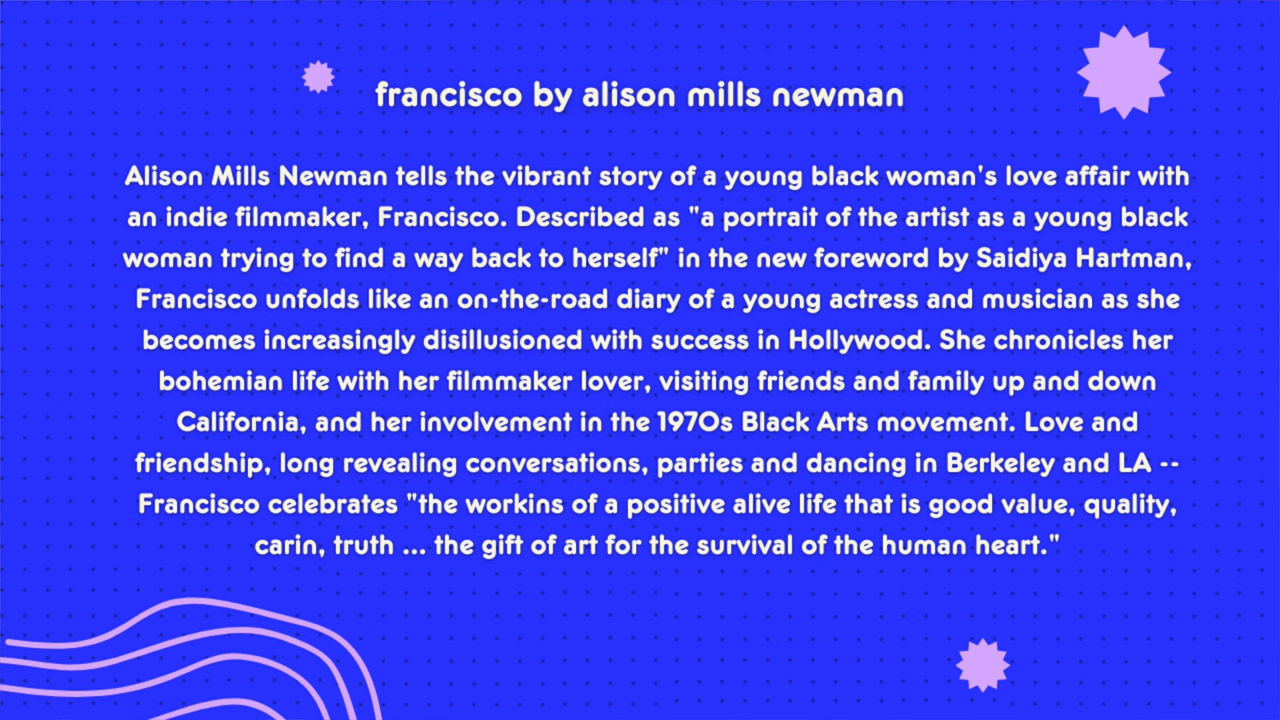 francisco by alison mills newman
Alison Mills Newman tells the vibrant story of a young black woman's love affair with
an indie filmmaker, Francisco. Described as "a portrait of the artist as a young black
woman trying to find a way back to herself" in the new foreword by Saidiya Hartman,
Francisco unfolds like an on-the-road diary of a young actress and musician as she
becomes increasingly disillusioned with success in Hollywood. She chronicles her
bohemian life with her filmmaker lover, visiting friends and family up and down
California, and her involvement in the 1970s Black Arts movement. Love and
friendship, long revealing conversations, parties and dancing in Berkeley and LA --
Francisco celebrates "the workins of a positive alive life that is good value, quality,
carin, truth ... the gift of art for the survival of the human heart."